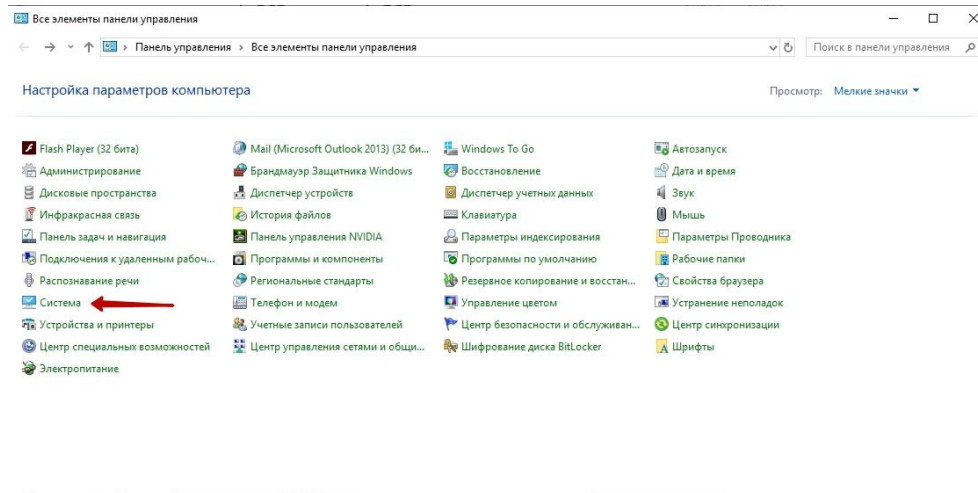 Все элементы панели управления
Панель управления › Все элементы панели управления
Поиск в панели управления
Настройка параметров компьютера
Просмотр: Мелкие значки
Flash Player (32 бита)
Mail (Microsoft Outlook 2013) (32 би...
Windows To Go
Автозапуск
Администрирование
Брандмауэр Защитника Windows
Восстановление
Дата и время
Дисковые пространства
Диспетчер устройств
Диспетчер учетных данных
Звук
Инфракрасная связь
История файлов
Клавиатура
Мышь
Панель задач и навигация
Панель управления NVIDIA
Параметры индексирования
Параметры Проводника
Подключения к удаленным рабоч...
Программы и компоненты
Программы по умолчанию
Рабочие папки
Распознавание речи
Региональные стандарты
Резервное копирование и восстан...
Свойства браузера
Система
Телефон и модем
Управление цветом
Устранение неполадок
Устройства и принтеры
Учетные записи пользователей
Центр безопасности и обслуживан...
Центр синхронизации
Центр специальных возможностей
Центр управления сетями и общи...
Шифрование диска BitLocker
Шрифты
Электропитание